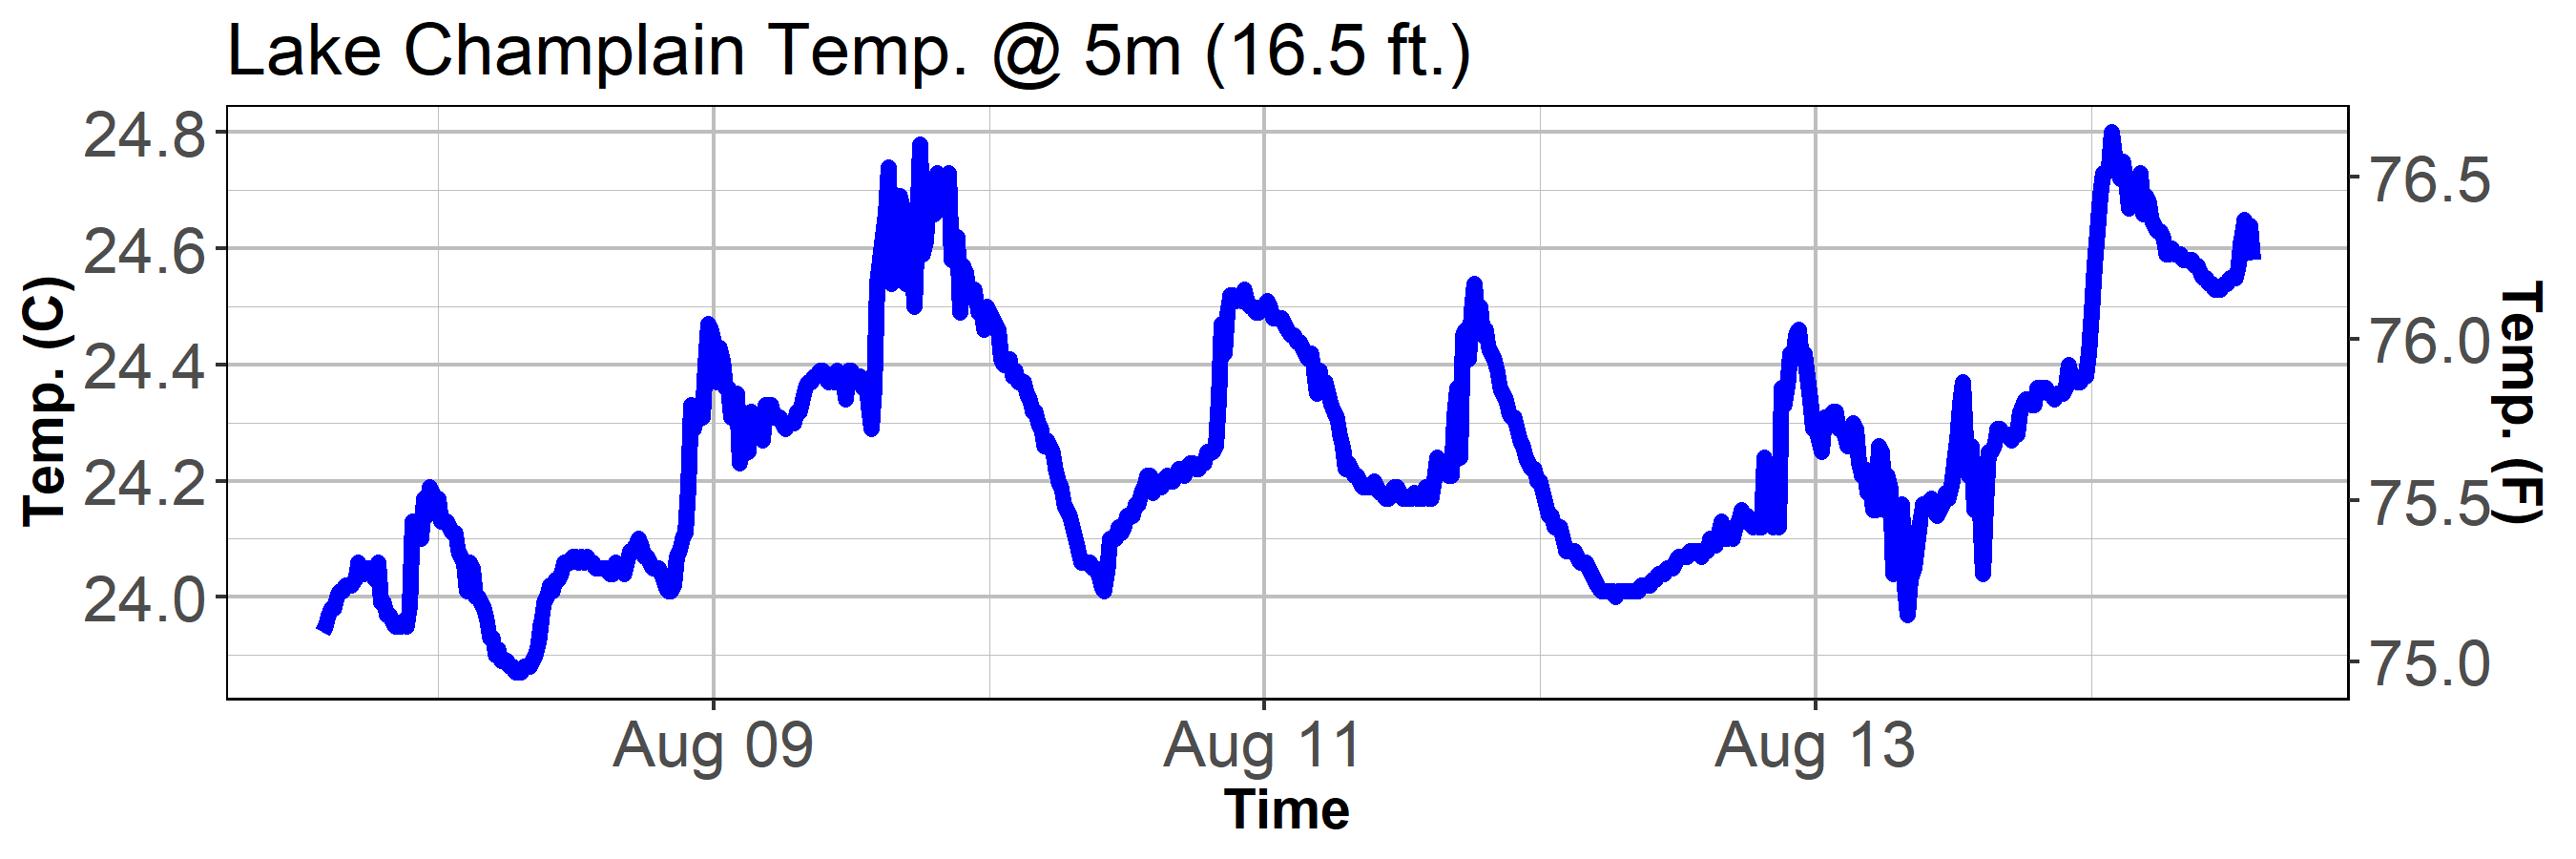 Lake Champlain Temp. @ 5m (16.5 ft.)
24.8
24.6
24.4
24.2
24.0
Temp. (C)
76.5
76.0
75.5
75.0
Temp. (F)
Aug 09
Aug 11
Aug 13
Time